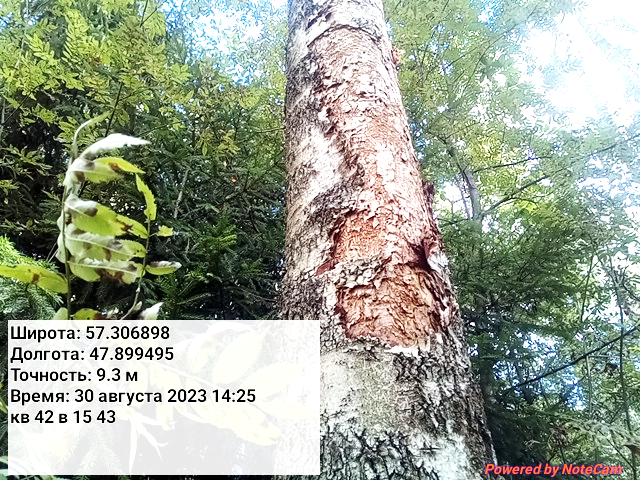 Широта: 57.306898
Долгота: 47.899495
Точность: 9.3 м
Время: 30 августа 2023 14:25
кв 42 в 15 43
Powered by NoteCam